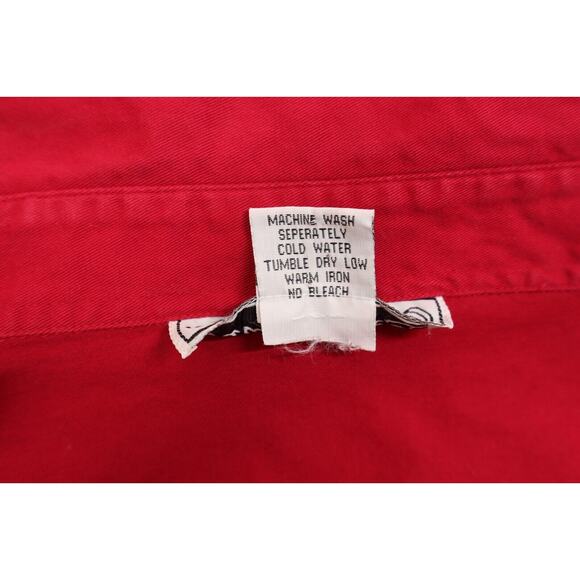 MACHINE WASH
SEPERATELY
COLD WATER
TUMBLE DRY LOW
WARM IRON
NO BLEACH